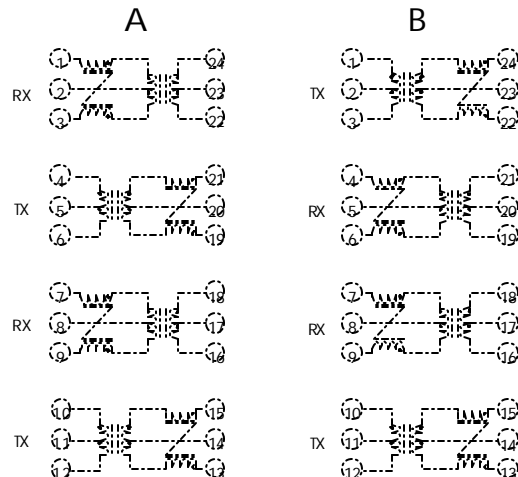 A B
1 24 1 24
RX 2 23 TX 2 23
3 22 3 22
4 21 4 21
TX 5 20 RX 5 20
6 19 6 19
7 18 7 18
RX 8 17 RX 8 17
9 16 9 16
10 15 10 15
TX 11 14 TX 11 14
12 13 12 13